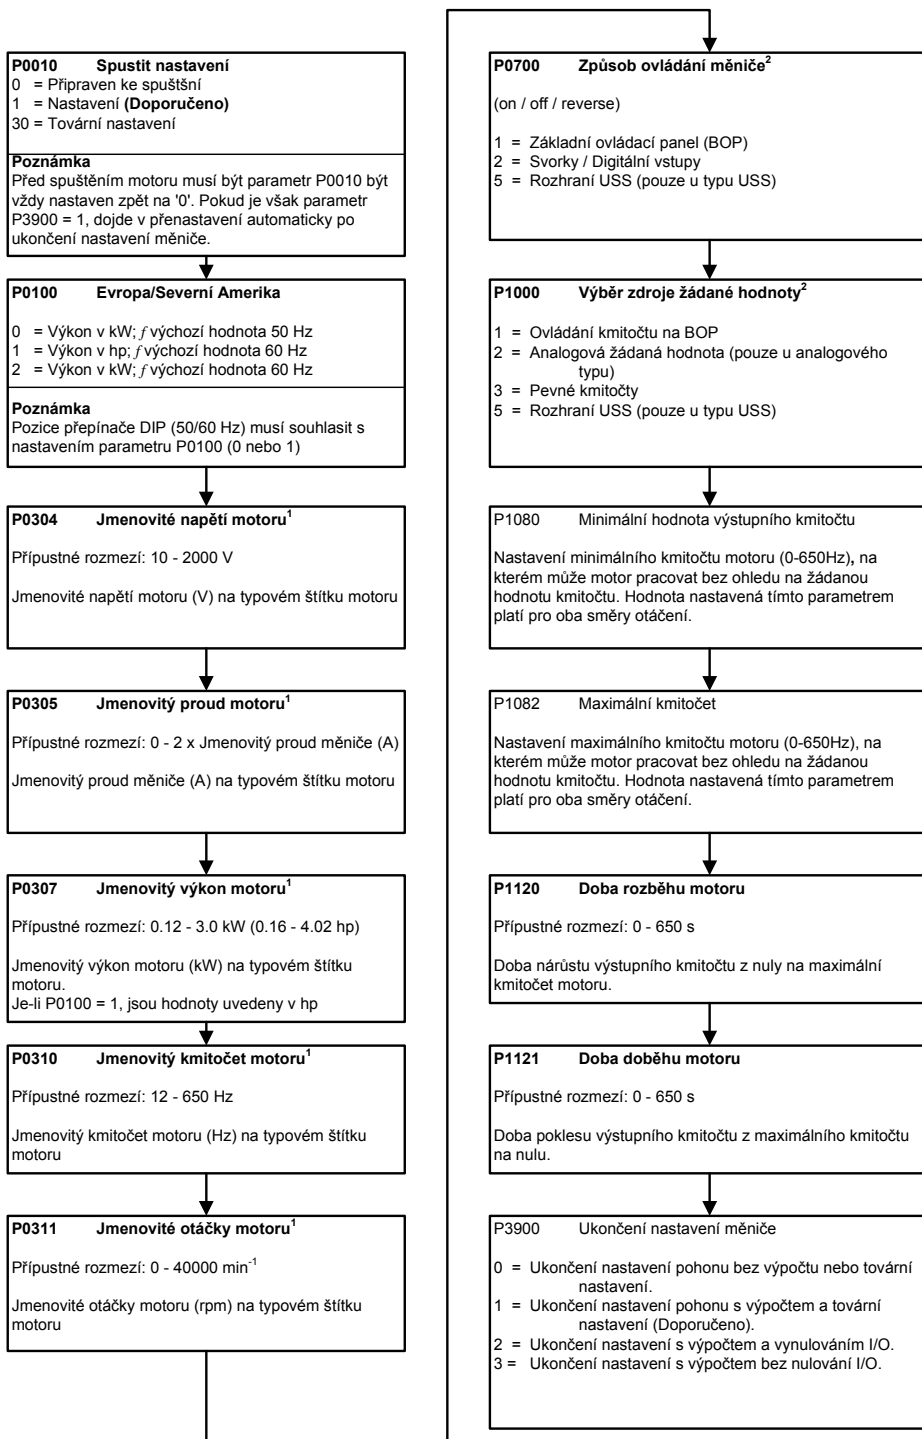 P0010 Spustit nastavení
0 = Připraven ke spuštšní
1 = Nastavení (Doporučeno)
30 = Tovární nastavení
Poznámka
Před spuštěním motoru musí být parametr P0010 být
vždy nastaven zpět na '0'. Pokud je však parametr
P3900 = 1, dojde v přenastavení automaticky po
ukončení nastavení měniče.
P0100 Evropa/Severní Amerika
0 = Výkon v kW; f výchozí hodnota 50 Hz
1 = Výkon v hp; f výchozí hodnota 60 Hz
2 = Výkon v kW; f výchozí hodnota 60 Hz
Poznámka
Pozice přepínače DIP (50/60 Hz) musí souhlasit s
nastavením parametru P0100 (0 nebo 1)
P0304 Jmenovité napětí motoru¹
Přípustné rozmezí: 10 - 2000 V
Jmenovité napětí motoru (V) na typovém štítku motoru
P0305 Jmenovitý proud motoru¹
Přípustné rozmezí: 0 - 2 x Jmenovitý proud měniče (A)
Jmenovitý proud měniče (A) na typovém štítku motoru
P0307 Jmenovitý výkon motoru¹
Přípustné rozmezí: 0.12 - 3.0 kW (0.16 - 4.02 hp)
Jmenovitý výkon motoru (kW) na typovém štítku
motoru.
Je-li P0100 = 1, jsou hodnoty uvedeny v hp
P0310 Jmenovitý kmitočet motoru¹
Přípustné rozmezí: 12 - 650 Hz
Jmenovitý kmitočet motoru (Hz) na typovém štítku
motoru
P0311 Jmenovité otáčky motoru¹
Přípustné rozmezí: 0 - 40000 min⁻¹
Jmenovité otáčky motoru (rpm) na typovém štítku
motoru
P0700 Způsob ovládání měniče²
(on / off / reverse)
1 = Základní ovládací panel (BOP)
2 = Svorky / Digitální vstupy
5 = Rozhraní USS (pouze u typu USS)
P1000 Výběr zdroje žádané hodnoty²
1 = Ovládání kmitočtu na BOP
2 = Analogová žádaná hodnota (pouze u analogového
typu)
3 = Pevné kmitočty
5 = Rozhraní USS (pouze u typu USS)
P1080 Minimální hodnota výstupního kmitočtu
Nastavení minimálního kmitočtu motoru (0-650Hz), na
kterém může motor pracovat bez ohledu na žádanou
hodnotu kmitočtu. Hodnota nastavená tímto parametrem
platí pro oba směry otáčení.
P1082 Maximální kmitočet
Nastavení maximálního kmitočtu motoru (0-650Hz), na
kterém může motor pracovat bez ohledu na žádanou
hodnotu kmitočtu. Hodnota nastavená tímto parametrem
platí pro oba směry otáčení.
P1120 Doba rozběhu motoru
Přípustné rozmezí: 0 - 650 s
Doba nárůstu výstupního kmitočtu z nuly na maximální
kmitočet motoru.
P1121 Doba doběhu motoru
Přípustné rozmezí: 0 - 650 s
Doba poklesu výstupního kmitočtu z maximálního kmitočtu
na nulu.
P3900 Ukončení nastavení měniče
0 = Ukončení nastavení pohonu bez výpočtu nebo tovární
nastavení.
1 = Ukončení nastavení pohonu s výpočtem a tovární
nastavení (Doporučeno).
2 = Ukončení nastavení s výpočtem a vynulováním I/O.
3 = Ukončení nastavení s výpočtem bez nulování I/O.